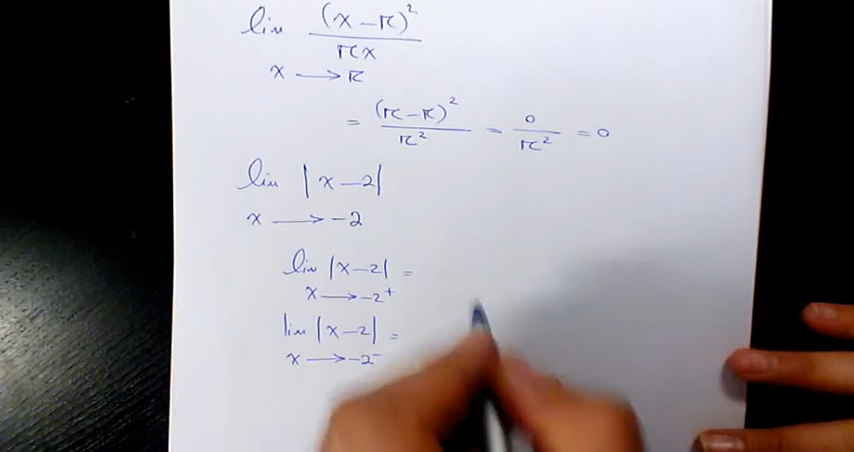 lim (x – π)² / πx
x → π
= (π – π)² / π² = 0 / π² = 0
lim |x – 2|
x → –2
lim |x – 2| =
x → –2⁺
lim |x – 2| =
x → –2⁻